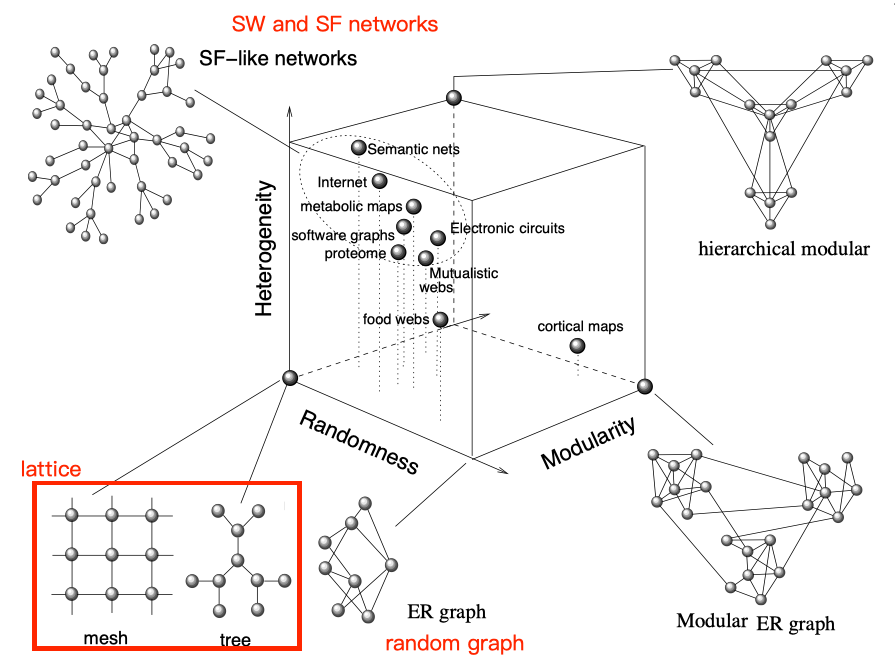 SW and SF networks
SF-like networks
Semantic nets
Internet
metabolic maps
software graphs
Electronic circuits
proteome
Mutualistic
webs
food webs
cortical maps
hierarchical modular
Heterogeneity
Randomness
Modularity
lattice
mesh
tree
ER graph
random graph
Modular ER graph